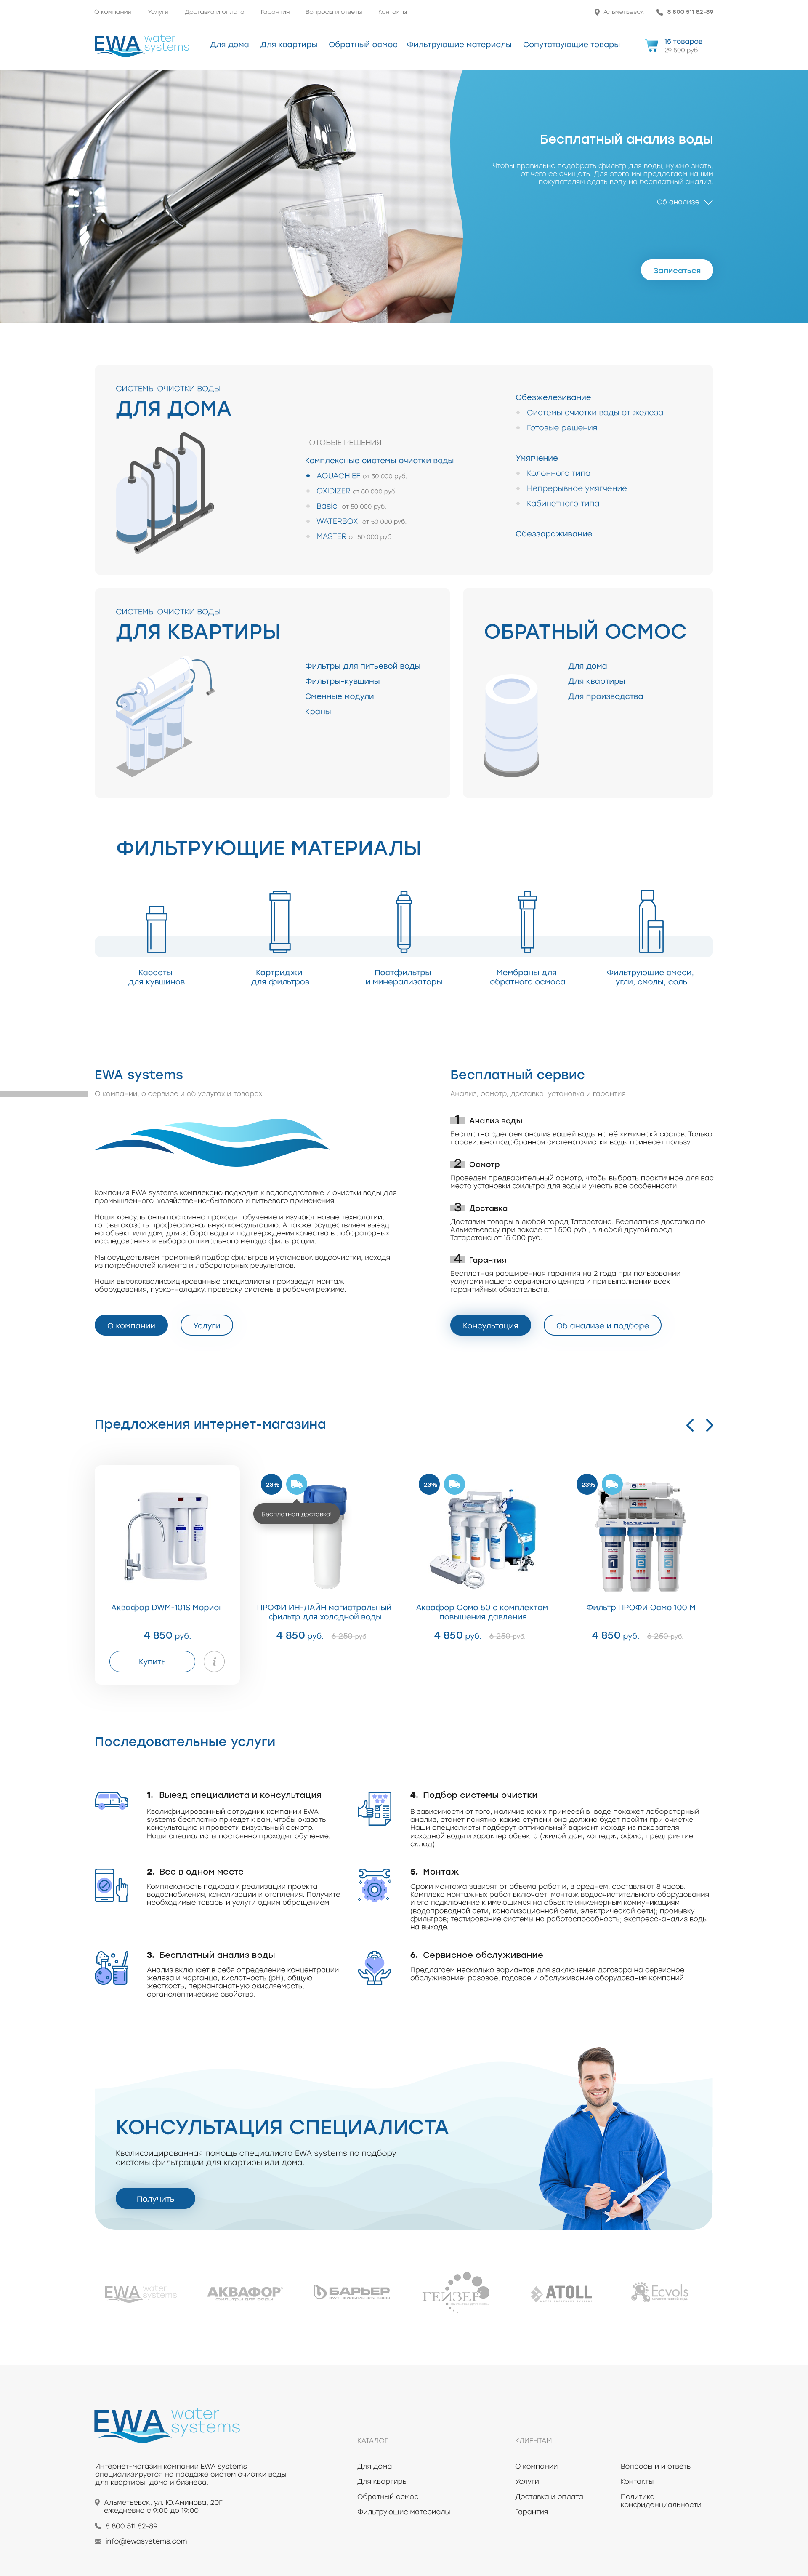 О компании
Услуги
Доставка и оплата
Гарантия
Вопросы и ответы
Контакты
Альметьевск
8 800 511 82-89
EWA water systems
Для дома
Для квартиры
Обратный осмос
Фильтрующие материалы
Сопутствующие товары
15 товаров
29 500 руб.
Бесплатный анализ воды
Чтобы правильно подобрать фильтр для воды, нужно знать,
от чего её очищать. Для этого мы предлагаем нашим
покупателям сдать воду на бесплатный анализ.
Об анализе
Записаться
СИСТЕМЫ ОЧИСТКИ ВОДЫ
ДЛЯ ДОМА
ГОТОВЫЕ РЕШЕНИЯ
Комплексные системы очистки воды
AQUACHIEF от 50 000 руб.
OXIDIZER от 50 000 руб.
Basic от 50 000 руб.
WATERBOX от 50 000 руб.
MASTER от 50 000 руб.
Обезжелезивание
Системы очистки воды от железа
Готовые решения
Умягчение
Колонного типа
Непрерывное умягчение
Кабинетного типа
Обеззараживание
СИСТЕМЫ ОЧИСТКИ ВОДЫ
ДЛЯ КВАРТИРЫ
Фильтры для питьевой воды
Фильтры-кувшины
Сменные модули
Краны
ОБРАТНЫЙ ОСМОС
Для дома
Для квартиры
Для производства
ФИЛЬТРУЮЩИЕ МАТЕРИАЛЫ
Кассеты
для кувшинов
Картриджи
для фильтров
Постфильтры
и минерализаторы
Мембраны для
обратного осмоса
Фильтрующие смеси,
угли, смолы, соль
EWA systems
О компании, о сервисе и об услугах и товарах
Компания EWA systems комплексно подходит к водоподготовке и очистки воды для
промышленного, хозяйственно-бытового и питьевого применения.
Наши консультанты постоянно проходят обучение и изучают новые технологии,
готовы оказать профессиональную консультацию. А также осуществляем выезд
на объект или дом, для забора воды и подтверждения качества в лабораторных
исследованиях и выбора оптимального метода фильтрации.
Мы осуществляем грамотный подбор фильтров и установок водоочистки, исходя
из потребностей клиента и лабораторных результатов.
Наши высококвалифицированные специалисты произведут монтаж
оборудования, пуско-наладку, проверку системы в рабочем режиме.
О компании
Услуги
Бесплатный сервис
Анализ, осмотр, доставка, установка и гарантия
1 Анализ воды
Бесплатно сделаем анализ вашей воды на её химический состав. Только
паравильно подобранная система очистки воды принесет пользу.
2 Осмотр
Проведем предварительный осмотр, чтобы выбрать практичное для вас
место установки фильтра для воды и учесть все особенности.
3 Доставка
Доставим товары в любой город Татарстана. Бесплатная доставка по
Альметьевску при заказе от 1 500 руб., в любой другой город
Татарстана от 15 000 руб.
4 Гарантия
Бесплатная расширенная гарантия на 2 года при пользовании
услугами нашего сервисного центра и при выполнении всех
гарантийных обязательств.
Консультация
Об анализе и подборе
Предложения интернет-магазина
-23%
Бесплатная доставка!
-23%
-23%
БАРЬЕР
Аквафор DWM-101S Морион
4 850 руб.
Купить
i
ПРОФИ ИН-ЛАЙН магистральный
фильтр для холодной воды
4 850 руб. 6 250 руб.
Аквафор Осмо 50 с комплектом
повышения давления
4 850 руб. 6 250 руб.
Фильтр ПРОФИ Осмо 100 М
4 850 руб. 6 250 руб.
Последовательные услуги
1. Выезд специалиста и консультация
Квалифицированный сотрудник компании EWA
systems бесплатно приедет к вам, чтобы оказать
консультацию и провести визуальный осмотр.
Наши специалисты постоянно проходят обучение.
2. Все в одном месте
Комплексность подхода к реализации проекта
водоснабжения, канализации и отопления. Получите
необходимые товары и услуги одним обращением.
3. Бесплатный анализ воды
Анализ включает в себя определение концентрации
железа и марганца, кислотность (pH), общую
жесткость, перманганатную окисляемость,
органолептические свойства.
4. Подбор системы очистки
В зависимости от того, наличие каких примесей в воде покажет лабораторный
анализ, станет понятно, какие ступени она должна будет пройти при очистке.
Наши специалисты подберут оптимальный вариант исходя из показателя
исходной воды и характер объекта (жилой дом, коттедж, офис, предприятие,
склад).
5. Монтаж
Сроки монтажа зависят от объема работ и, в среднем, составляют 8 часов.
Комплекс монтажных работ включает: монтаж водоочистительного оборудования
и его подключение к имеющимся на объекте инженерным коммуникациям
(водопроводной сети, канализационной сети, электрической сети); промывку
фильтров; тестирование системы на работоспособность; экспресс-анализ воды
на выходе.
6. Сервисное обслуживание
Предлагаем несколько вариантов для заключения договора на сервисное
обслуживание: разовое, годовое и обслуживание оборудования компаний.
КОНСУЛЬТАЦИЯ СПЕЦИАЛИСТА
Квалифицированная помощь специалиста EWA systems по подбору
системы фильтрации для квартиры или дома.
Получить
EWA water systems
АКВАФОР
БАРЬЕР
ГЕЙЗЕР
ATOLL
Ecvols
EWA water systems
Интернет-магазин компании EWA systems
специализируется на продаже систем очистки воды
для квартиры, дома и бизнеса.
Альметьевск, ул. Ю.Аминова, 20Г
ежедневно с 9:00 до 19:00
8 800 511 82-89
info@ewasystems.com
КАТАЛОГ
Для дома
Для квартиры
Обратный осмос
Фильтрующие материалы
КЛИЕНТАМ
О компании
Услуги
Доставка и оплата
Гарантия
Вопросы и и ответы
Контакты
Политика
конфиденциальности